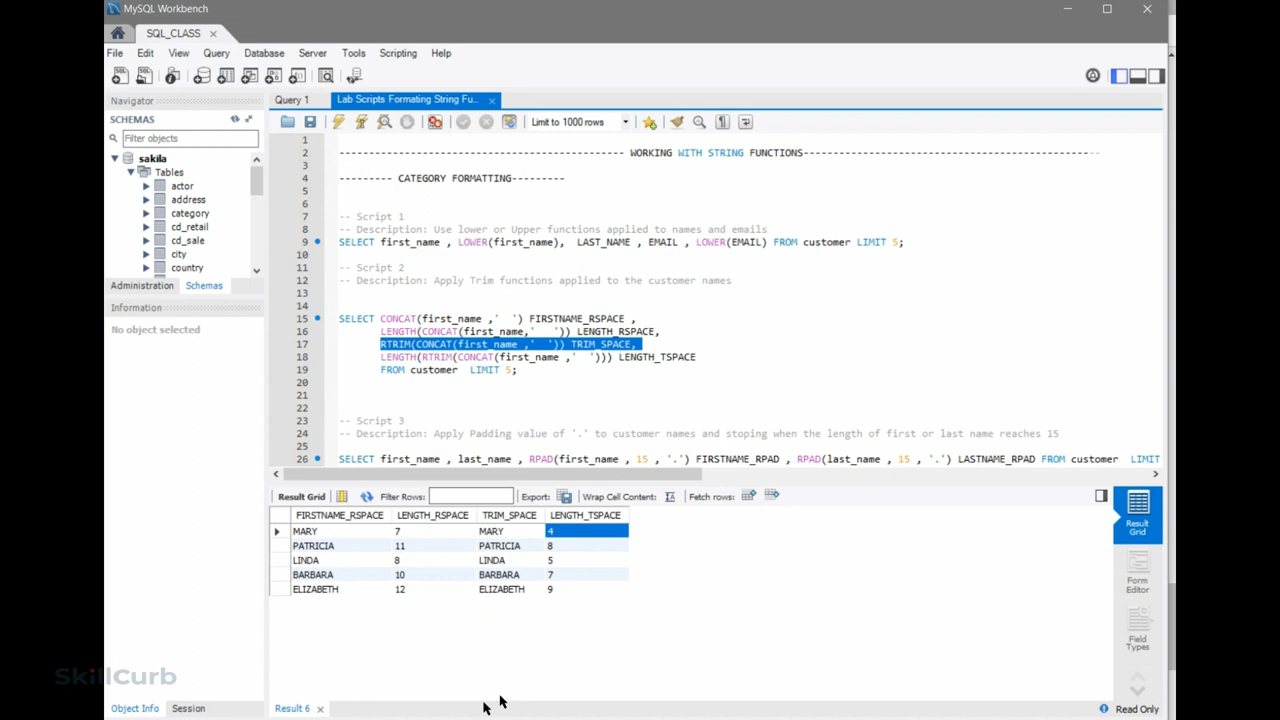 MySQL Workbench
SQL_CLASS
File Edit View Query Database Server Tools Scripting Help
Navigator
SCHEMAS
Filter objects
sakila
Tables
actor
address
category
cd_retail
cd_sale
city
country
Administration Schemas
Information
No object selected
Query 1 Lab Scripts Formating String Fu...
Limit to 1000 rows
1
2 ---------------------------------------------- WORKING WITH STRING FUNCTIONS----------------------------------------------
3
4 --------- CATEGORY FORMATTING---------
5
6
7 -- Script 1
8 -- Description: Use lower or Upper functions applied to names and emails
9 SELECT first_name , LOWER(first_name), LAST_NAME , EMAIL , LOWER(EMAIL) FROM customer LIMIT 5;
10
11 -- Script 2
12 -- Description: Apply Trim functions applied to the customer names
13
14
15 SELECT CONCAT(first_name ,'  ') FIRSTNAME_RSPACE ,
16 LENGTH(CONCAT(first_name,'   ')) LENGTH_RSPACE,
17 RTRIM(CONCAT(first_name ,'  ')) TRIM_SPACE,
18 LENGTH(RTRIM(CONCAT(first_name ,'  '))) LENGTH_TSPACE
19 FROM customer LIMIT 5;
20
21
22
23 -- Script 3
24 -- Description: Apply Padding value of '.' to customer names and stoping when the length of first or last name reaches 15
25
26 SELECT first_name , last_name , RPAD(first_name , 15 , '.') FIRSTNAME_RPAD , RPAD(last_name , 15 , '.') LASTNAME_RPAD FROM customer LIMIT
Result Grid Filter Rows: Export: Wrap Cell Content: Fetch rows:
FIRSTNAME_RSPACE LENGTH_RSPACE TRIM_SPACE LENGTH_TSPACE
MARY 7 MARY 4
PATRICIA 11 PATRICIA 8
LINDA 8 LINDA 5
BARBARA 10 BARBARA 7
ELIZABETH 12 ELIZABETH 9
Result
Grid
Form
Editor
Field
Types
SkillCurb
Object Info Session
Result 6
Read Only